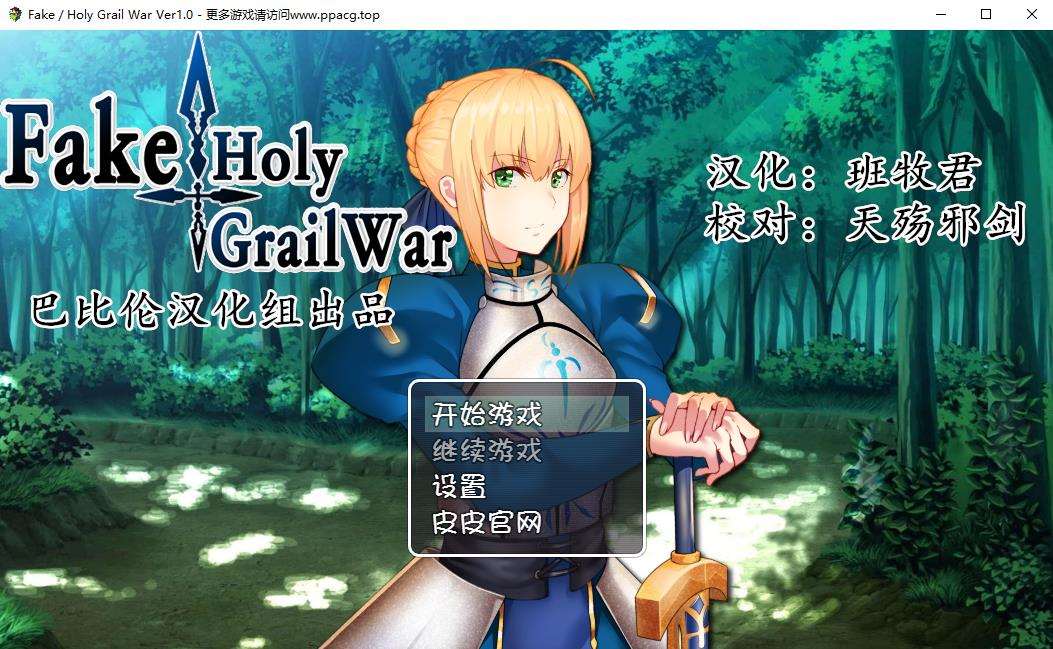 Fake / Holy Grail War Ver1.0 - 更多游戏请访问www.ppacg.top
Fake Holy
Grail War
巴比伦汉化组出品
汉化：班牧君
校对：天殇邪剑
开始游戏
继续游戏
设置
皮皮官网